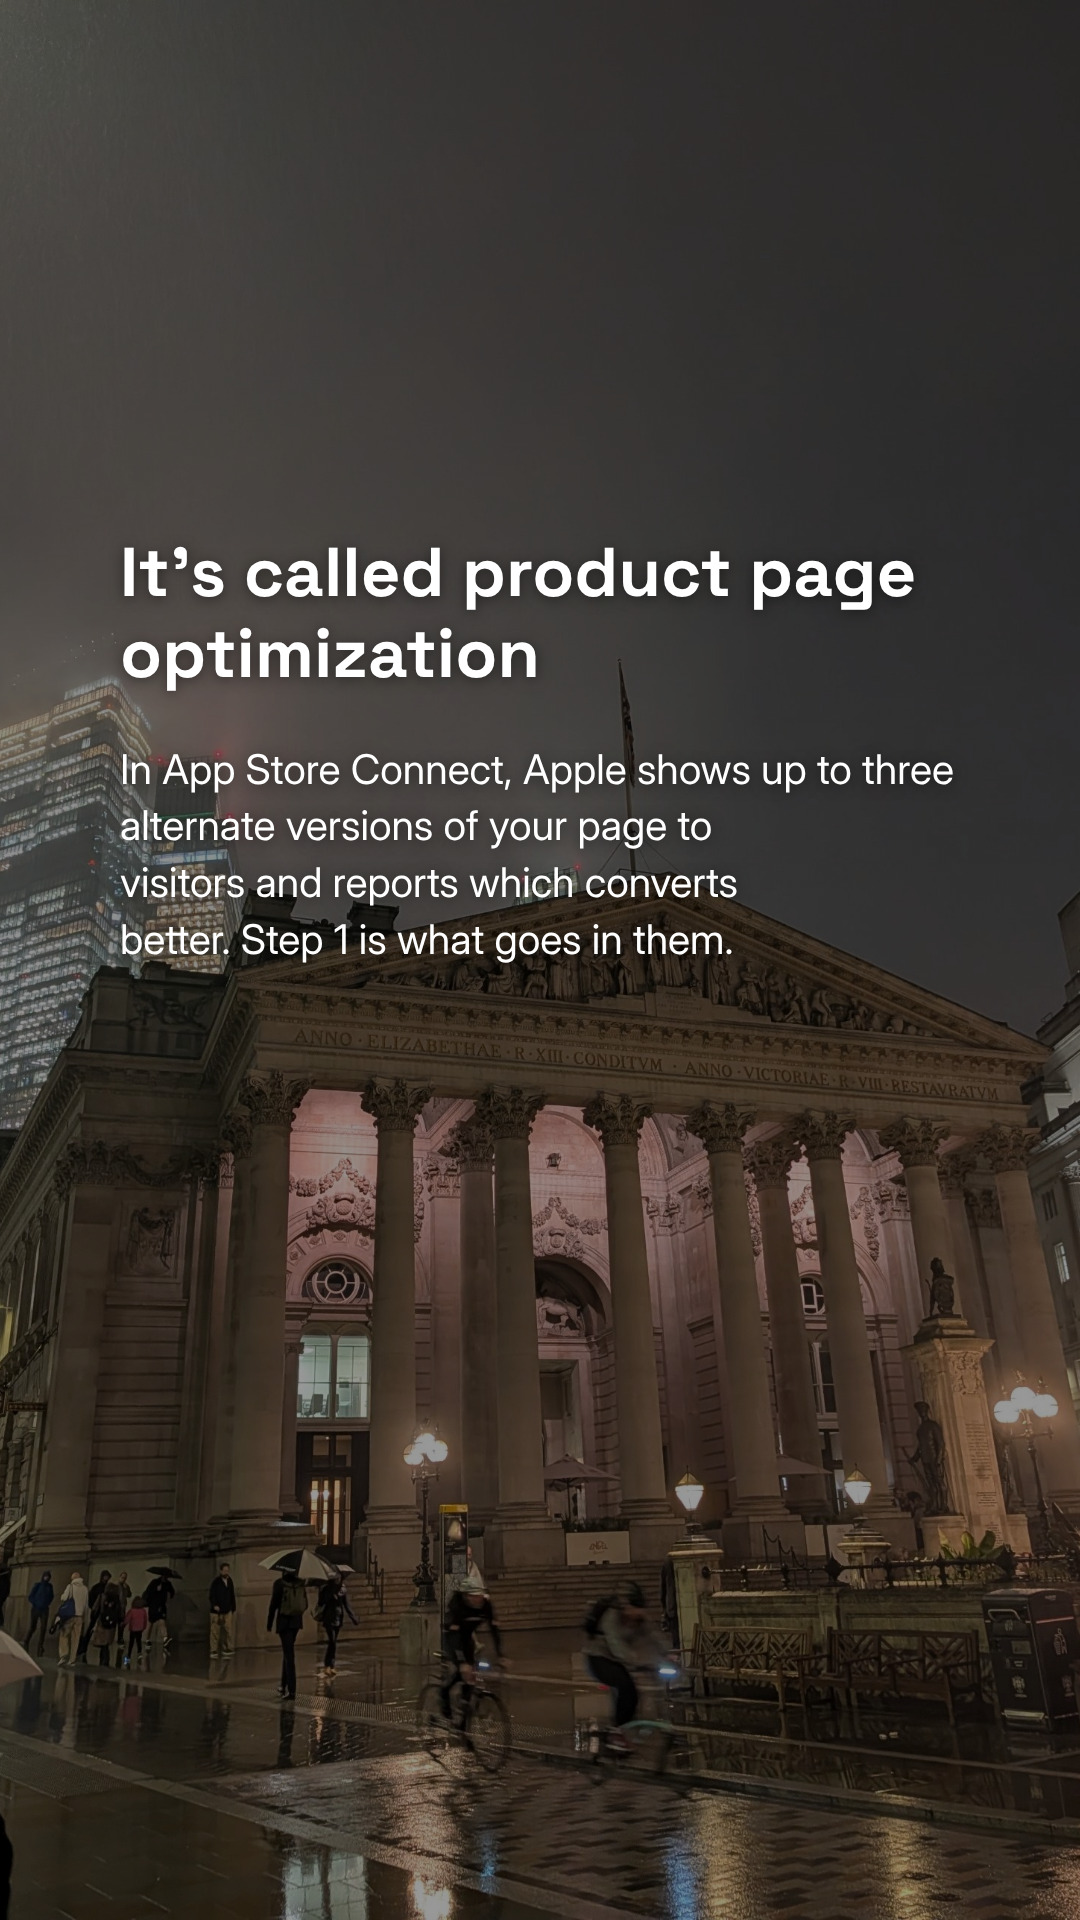 It’s called product page
optimization
In App Store Connect, Apple shows up to three
alternate versions of your page to
visitors and reports which converts
better. Step 1 is what goes in them.
ANNO · ELIZABETHAE · R · XIII · CONDITVM · ANNO · VICTORIAE · R · VIII · RESTAVRATVM